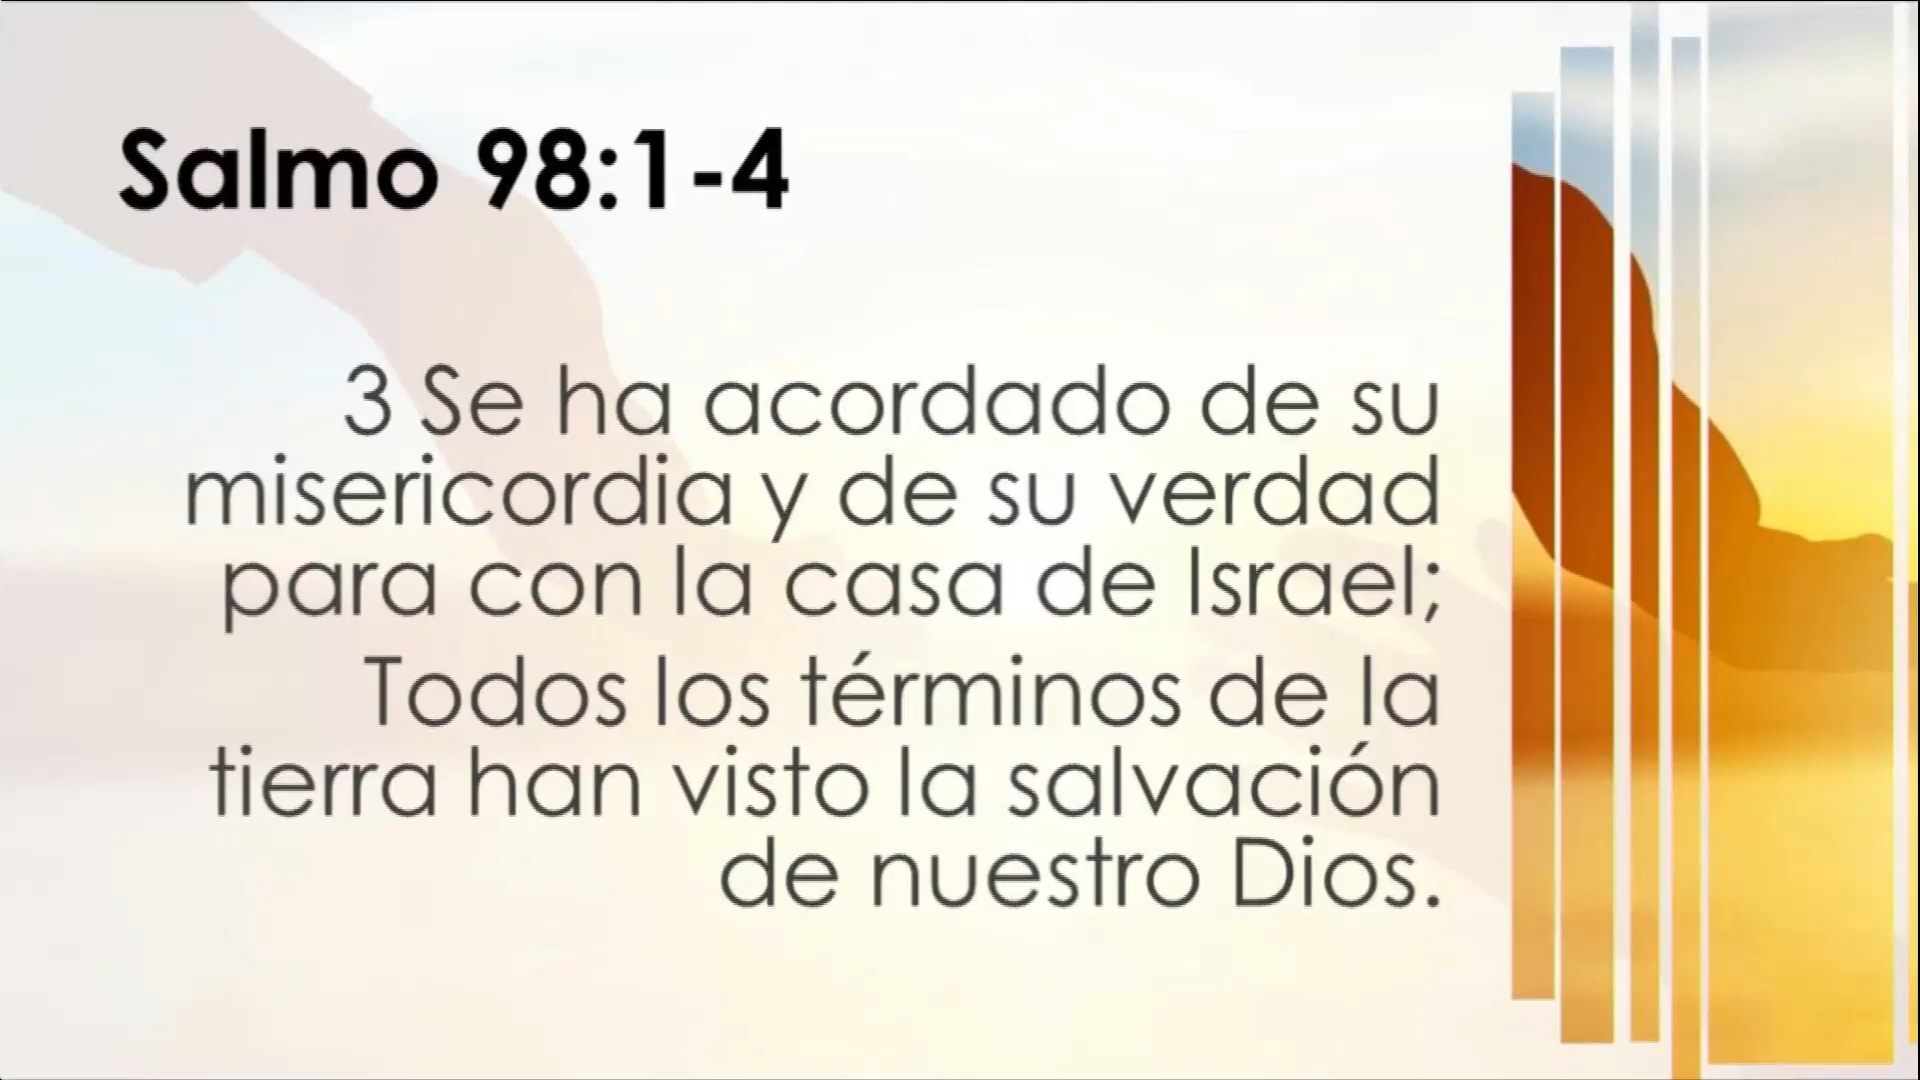 Salmo 98:1-4
3 Se ha acordado de su
misericordia y de su verdad
para con la casa de Israel;
Todos los términos de la
tierra han visto la salvación
de nuestro Dios.